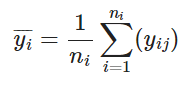 $\overline{y_i} = \frac{1}{n_i} \sum_{i=1}^{n_i} (y_{ij})$